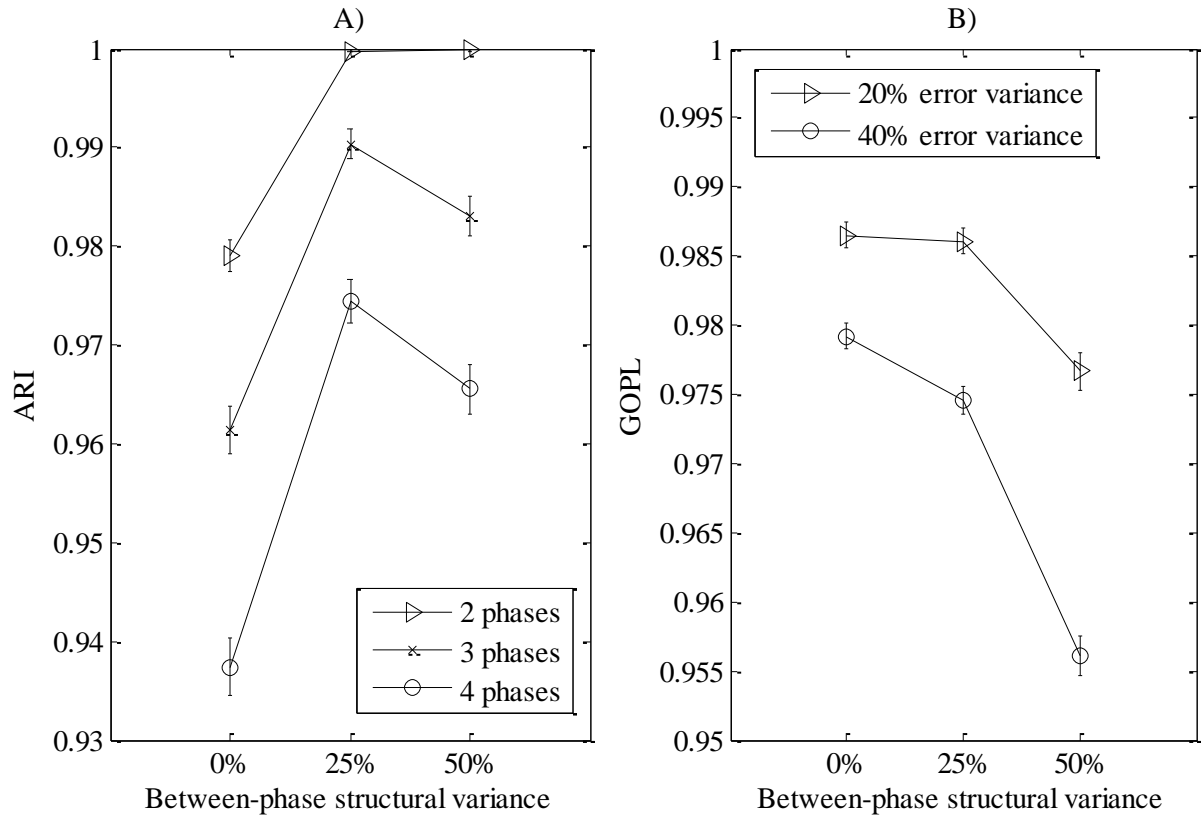 A)
1
0.99
0.98
0.97
0.96
0.95
0.94
0.93
ARI
2 phases
3 phases
4 phases
0% 25% 50%
Between-phase structural variance
B)
1
0.995
0.99
0.985
0.98
0.975
0.97
0.965
0.96
0.955
0.95
GOPL
20% error variance
40% error variance
0% 25% 50%
Between-phase structural variance